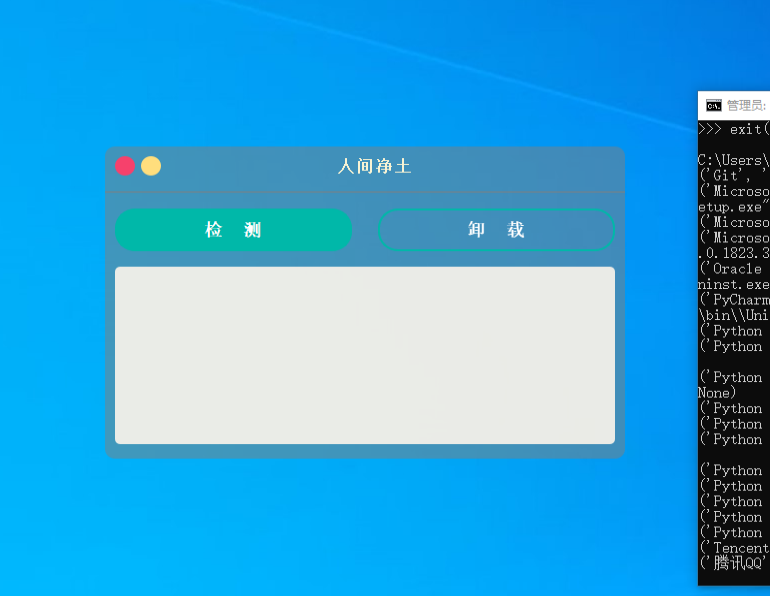 人间净土
检 测
卸 载
管理员:
>>> exit(
C:\Users\
('Git', '
('Microso
etup.exe"
('Microso
('Microso
.0.1823.3
('Oracle
ninst.exe
('PyCharm
\bin\\Uni
('Python
('Python
('Python
None)
('Python
('Python
('Python
('Python
('Python
('Python
('Python
('Python
('Tencent
('腾讯QQ'